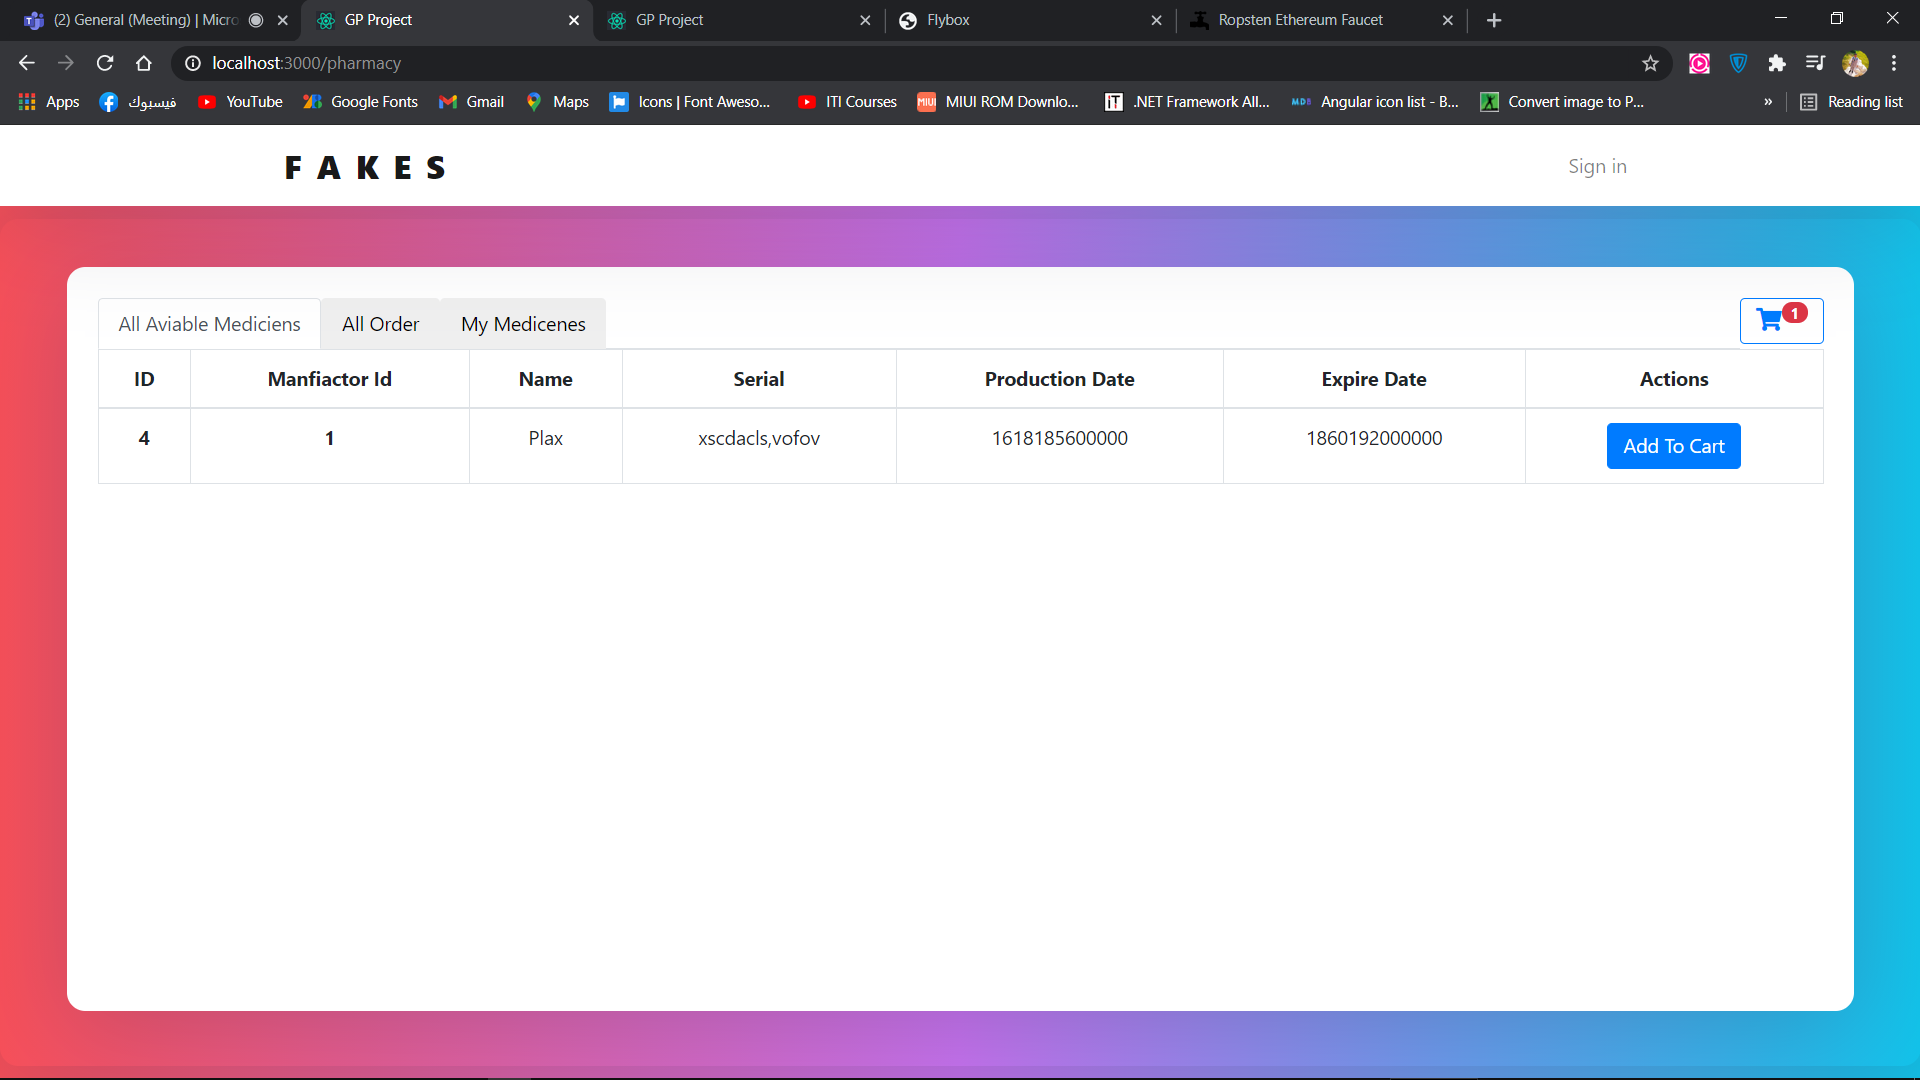 (2) General (Meeting) | Micro
GP Project
GP Project
Flybox
Ropsten Ethereum Faucet
localhost:3000/pharmacy
Apps
فيسبوك
YouTube
Google Fonts
Gmail
Maps
Icons | Font Aweso...
ITI Courses
MIUI ROM Downlo...
.NET Framework All...
Angular icon list - B...
Convert image to P...
»
Reading list
FAKES
Sign in
All Aviable Mediciens
All Order
My Medicenes
1
ID Manfiactor Id Name Serial Production Date Expire Date Actions
4 1 Plax xscdacls,vofov 1618185600000 1860192000000 Add To Cart